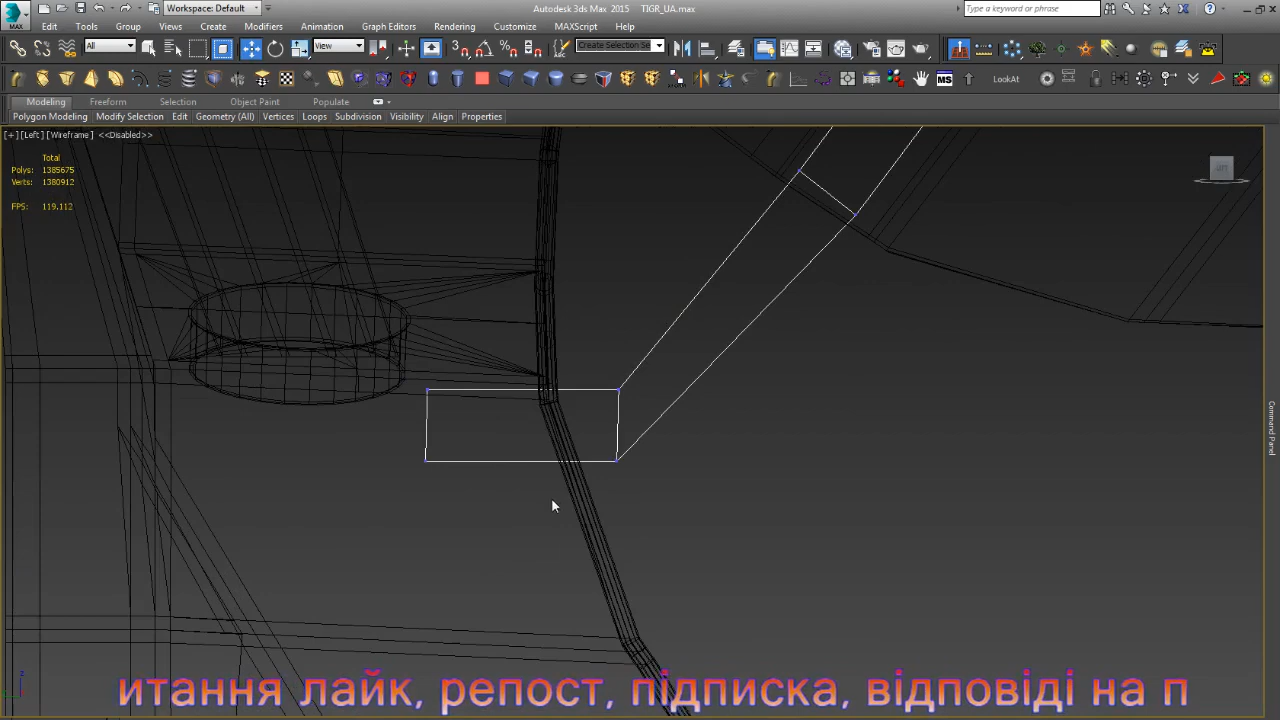 Autodesk 3ds Max 2015 TIGR_UA.max
Workspace: Default
Type a keyword or phrase
MAX
Edit Tools Group Views Create Modifiers Animation Graph Editors Rendering Customize MAXScript Help
All View Create Selection Se
MS LookAt
Modeling Freeform Selection Object Paint Populate
Polygon Modeling Modify Selection Edit Geometry (All) Vertices Loops Subdivision Visibility Align Properties
[+][Left][Wireframe] <<Disabled>>
Total
Polys: 1385675
Verts: 1380912
FPS: 119.112
LEFT
Command Panel
z
итання лайк, репост, підписка, відповіді на п